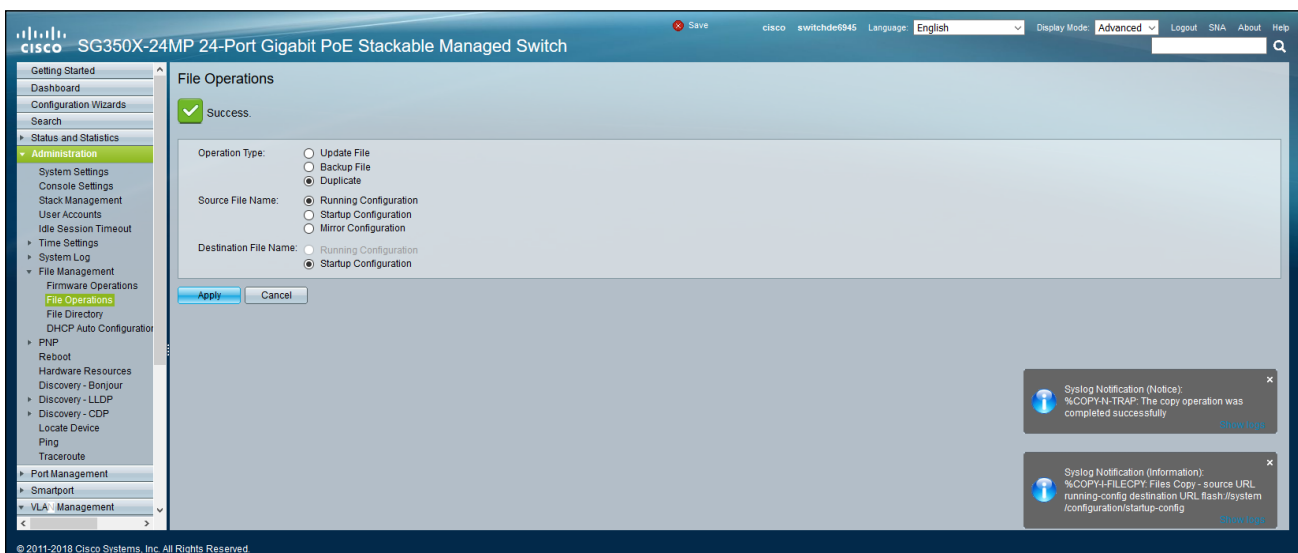 Save
cisco switchde6945 Language: English Display Mode: Advanced Logout SNA About Help
CISCO SG350X-24MP 24-Port Gigabit PoE Stackable Managed Switch
Getting Started
Dashboard
Configuration Wizards
Search
Status and Statistics
Administration
System Settings
Console Settings
Stack Management
User Accounts
Idle Session Timeout
Time Settings
System Log
File Management
Firmware Operations
File Operations
File Directory
DHCP Auto Configuration
PNP
Reboot
Hardware Resources
Discovery - Bonjour
Discovery - LLDP
Discovery - CDP
Locate Device
Ping
Traceroute
Port Management
Smartport
VLAN Management
File Operations
Success.
Operation Type: Update File
Backup File
Duplicate
Source File Name: Running Configuration
Startup Configuration
Mirror Configuration
Destination File Name: Running Configuration
Startup Configuration
Apply Cancel
Syslog Notification (Notice):
%COPY-N-TRAP: The copy operation was
completed successfully
Syslog Notification (Information):
%COPY-I-FILECPY: Files Copy - source URL
running-config destination URL flash://system
/configuration/startup-config
© 2011-2018 Cisco Systems, Inc. All Rights Reserved.